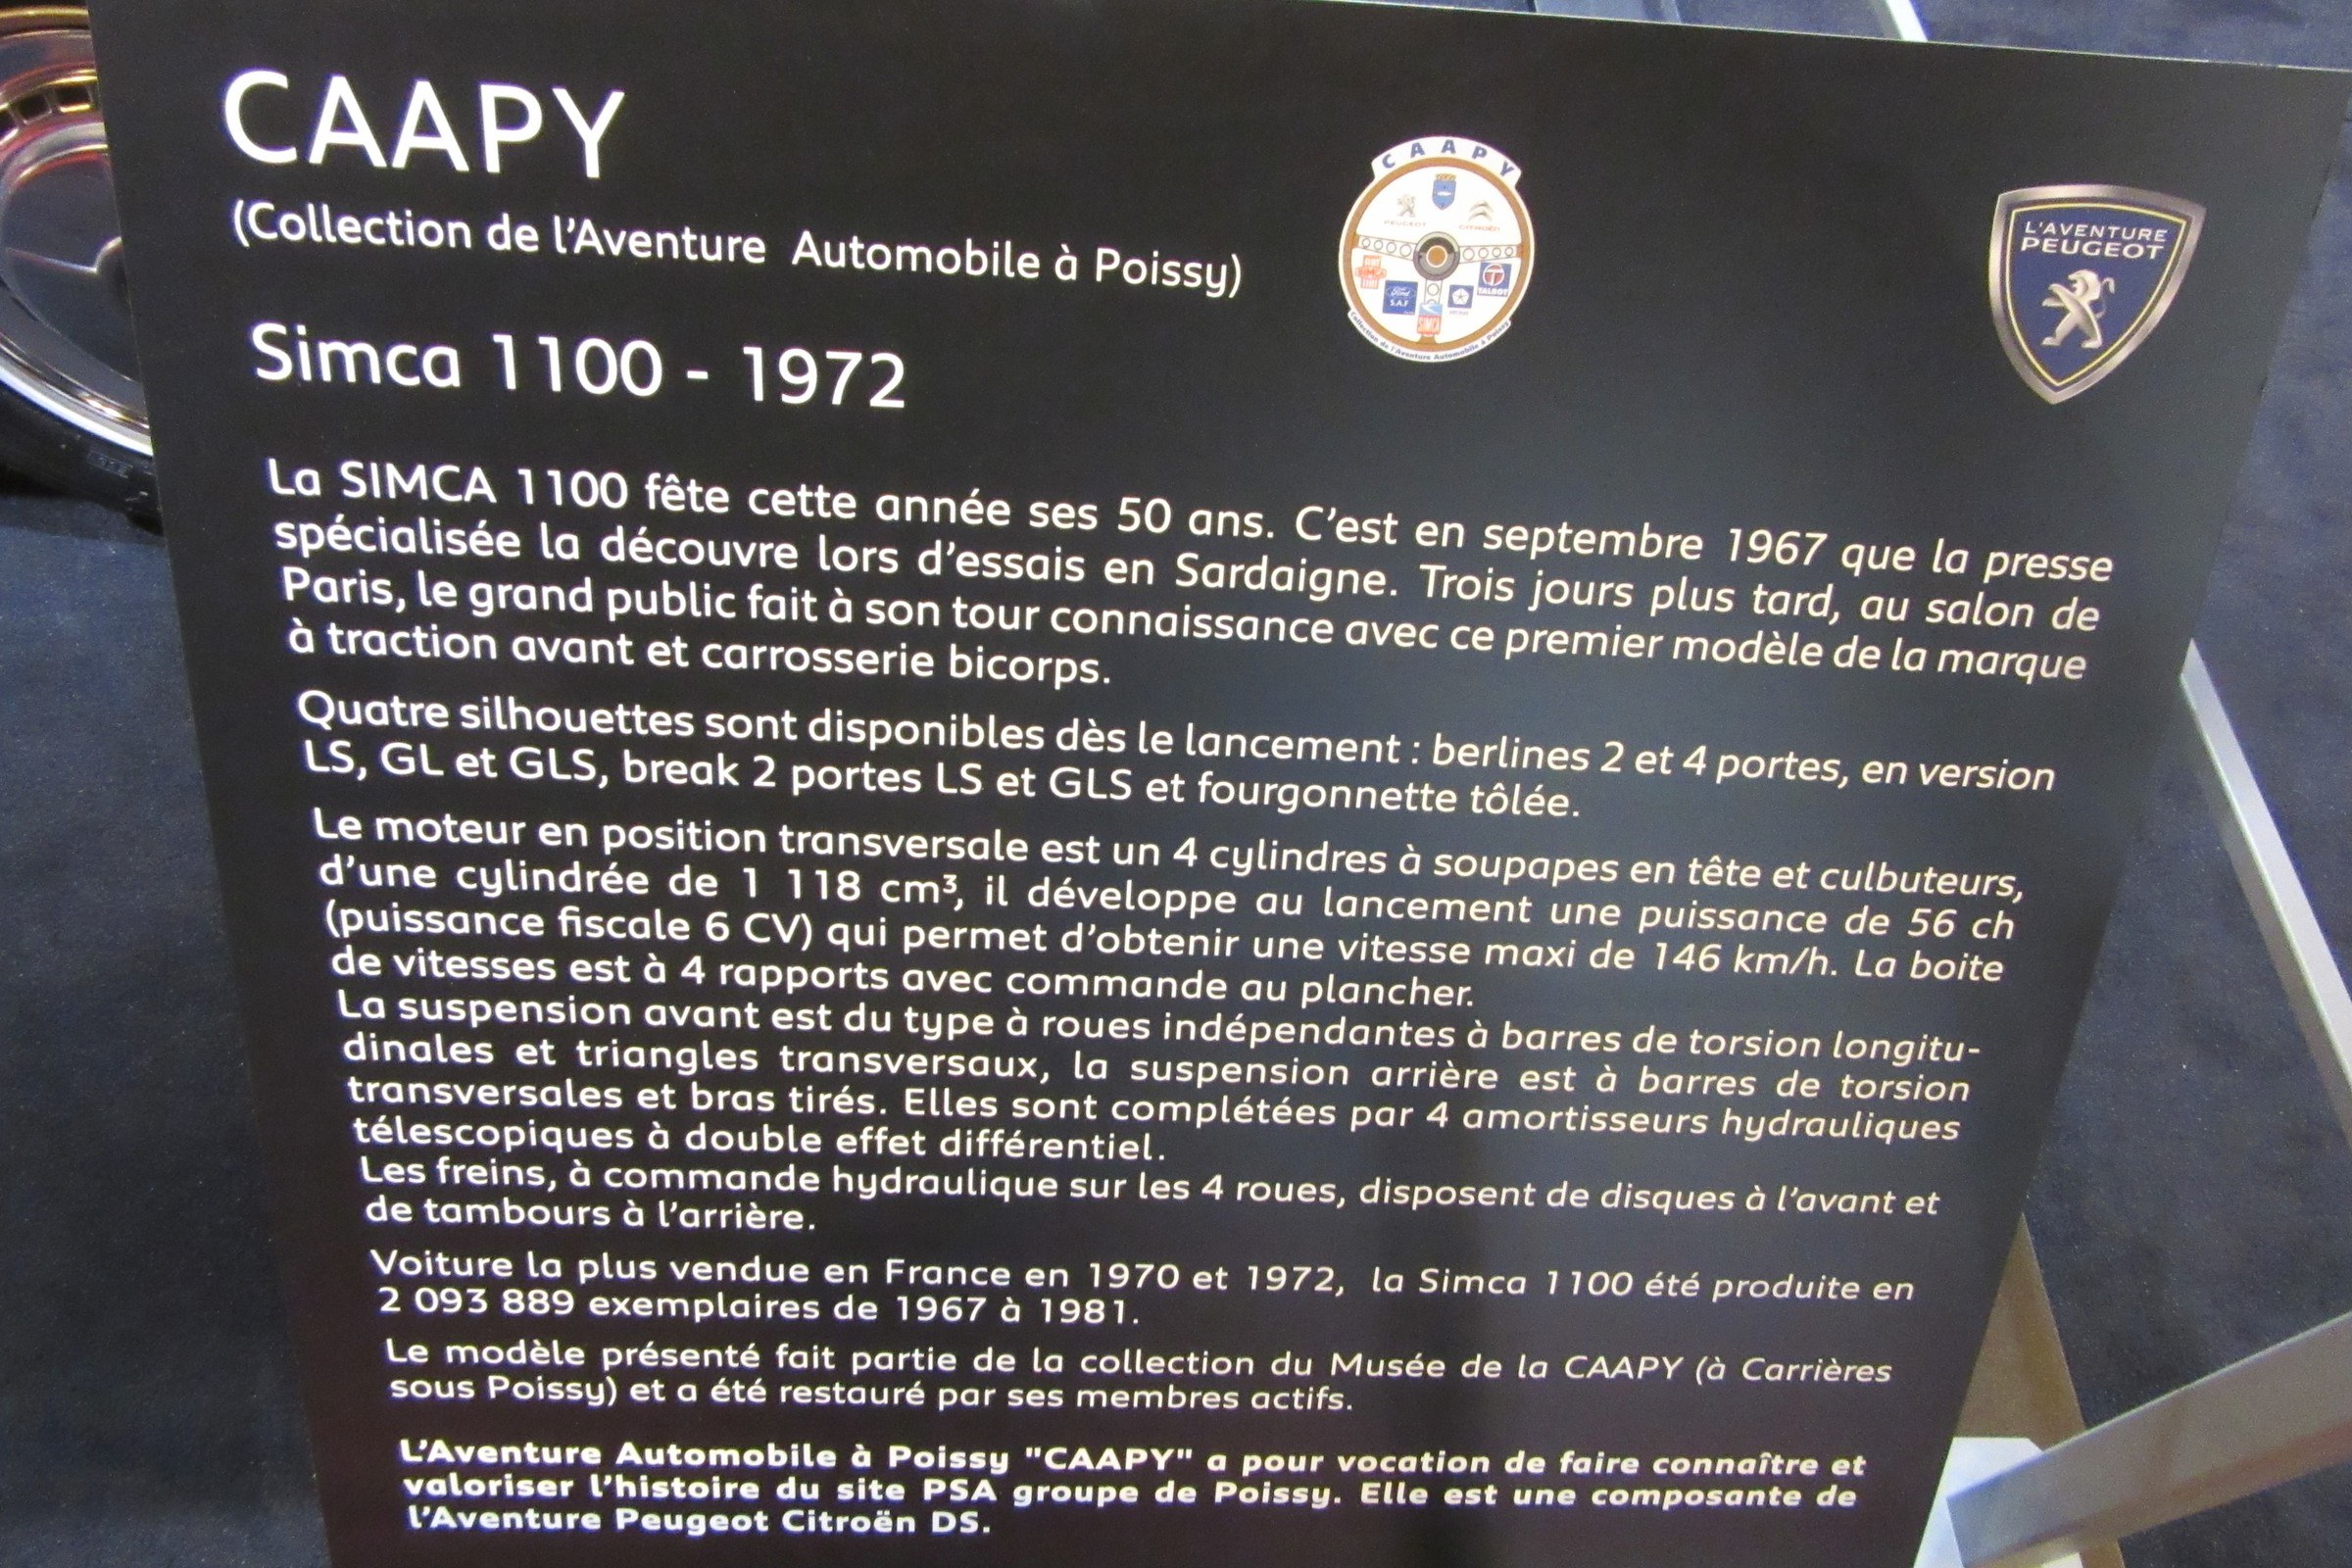 CAAPY
(Collection de l'Aventure Automobile à Poissy)
CAAPY
PEUGEOT
CITROËN
SIMCA
Ford
S.A.F
SIMCA
TALBOT
Collection de l'Aventure Automobile à Poissy
L'AVENTURE
PEUGEOT
Simca 1100 - 1972
La SIMCA 1100 fête cette année ses 50 ans. C'est en septembre 1967 que la presse
spécialisée la découvre lors d'essais en Sardaigne. Trois jours plus tard, au salon de
Paris, le grand public fait à son tour connaissance avec ce premier modèle de la marque
à traction avant et carrosserie bicorps.
Quatre silhouettes sont disponibles dès le lancement : berlines 2 et 4 portes, en version
LS, GL et GLS, break 2 portes LS et GLS et fourgonnette tôlée.
Le moteur en position transversale est un 4 cylindres à soupapes en tête et culbuteurs,
d'une cylindrée de 1 118 cm³, il développe au lancement une puissance de 56 ch
(puissance fiscale 6 CV) qui permet d'obtenir une vitesse maxi de 146 km/h. La boite
de vitesses est à 4 rapports avec commande au plancher.
La suspension avant est du type à roues indépendantes à barres de torsion longitu-
dinales et triangles transversaux, la suspension arrière est à barres de torsion
transversales et bras tirés. Elles sont complétées par 4 amortisseurs hydrauliques
télescopiques à double effet différentiel.
Les freins, à commande hydraulique sur les 4 roues, disposent de disques à l'avant et
de tambours à l'arrière.
Voiture la plus vendue en France en 1970 et 1972, la Simca 1100 été produite en
2 093 889 exemplaires de 1967 à 1981.
Le modèle présenté fait partie de la collection du Musée de la CAAPY (à Carrières
sous Poissy) et a été restauré par ses membres actifs.
L'Aventure Automobile à Poissy "CAAPY" a pour vocation de faire connaître et
valoriser l'histoire du site PSA groupe de Poissy. Elle est une composante de
l'Aventure Peugeot Citroën DS.